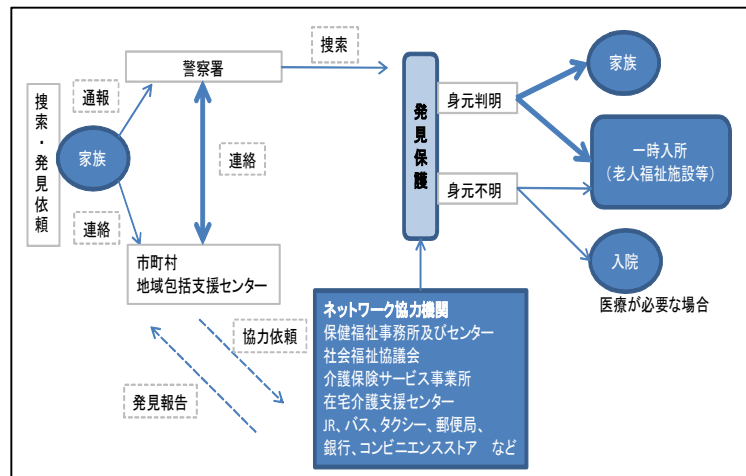 捜索・発見依頼
家族
通報
連絡
警察署
連絡
市町村
地域包括支援センター
協力依頼
発見報告
捜索
発見保護
身元判明
身元不明
家族
一時入所
（老人福祉施設等）
入院
医療が必要な場合
ネットワーク協力機関
保健福祉事務所及びセンター
社会福祉協議会
介護保険サービス事業所
在宅介護支援センター
JR、バス、タクシー、郵便局、
銀行、コンビニエンスストア　など